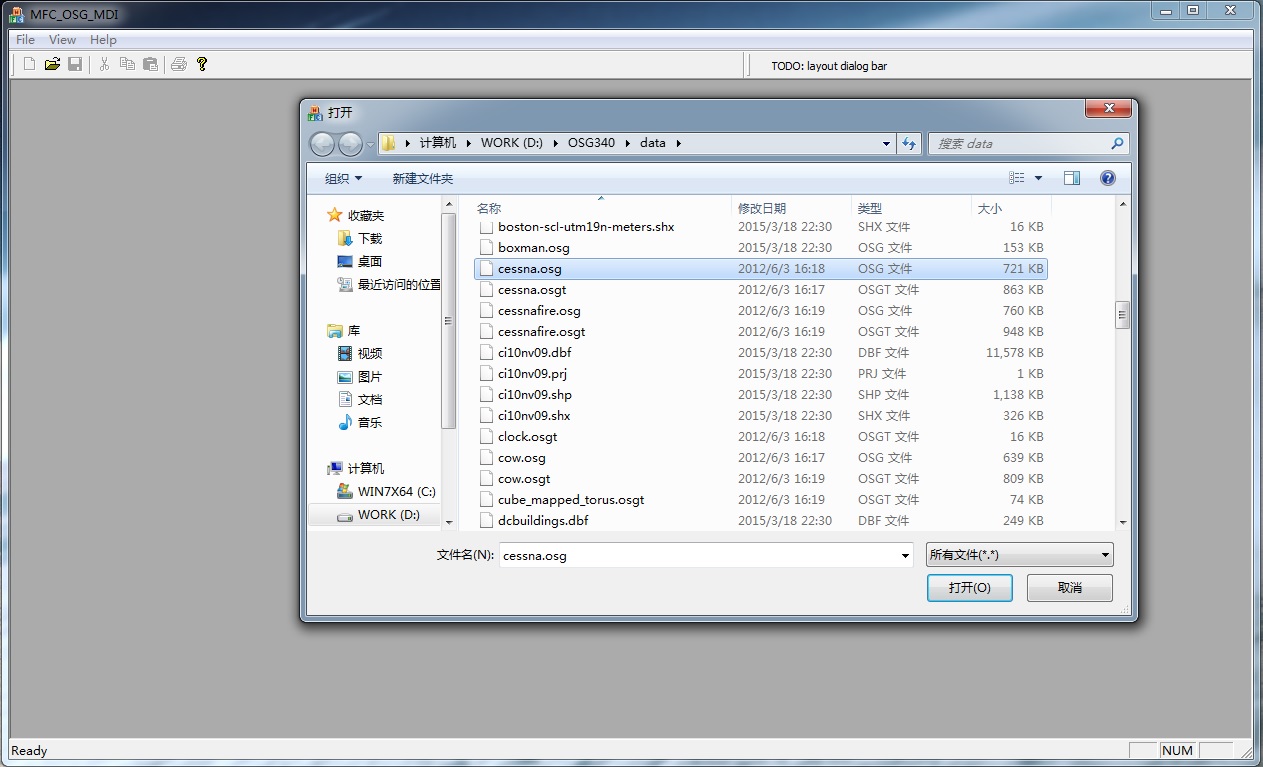 MFC_OSG_MDI
File View Help
TODO: layout dialog bar
打开
计算机 WORK (D:) OSG340 data
搜索 data
组织 新建文件夹
收藏夹
下载
桌面
最近访问的位置
库
视频
图片
文档
音乐
计算机
WIN7X64 (C:)
WORK (D:)
名称 修改日期 类型 大小
boston-scl-utm19n-meters.shx 2015/3/18 22:30 SHX 文件 16 KB
boxman.osg 2015/3/18 22:30 OSG 文件 153 KB
cessna.osg 2012/6/3 16:18 OSG 文件 721 KB
cessna.osgt 2012/6/3 16:17 OSGT 文件 863 KB
cessnafire.osg 2012/6/3 16:19 OSG 文件 760 KB
cessnafire.osgt 2012/6/3 16:19 OSGT 文件 948 KB
ci10nv09.dbf 2015/3/18 22:30 DBF 文件 11,578 KB
ci10nv09.prj 2015/3/18 22:30 PRJ 文件 1 KB
ci10nv09.shp 2015/3/18 22:30 SHP 文件 1,138 KB
ci10nv09.shx 2015/3/18 22:30 SHX 文件 326 KB
clock.osgt 2012/6/3 16:18 OSGT 文件 16 KB
cow.osg 2012/6/3 16:17 OSG 文件 639 KB
cow.osgt 2012/6/3 16:19 OSGT 文件 809 KB
cube_mapped_torus.osgt 2012/6/3 16:19 OSGT 文件 74 KB
dcbuildings.dbf 2015/3/18 22:30 DBF 文件 249 KB
文件名(N): cessna.osg 所有文件(*.*)
打开(O) 取消
Ready NUM